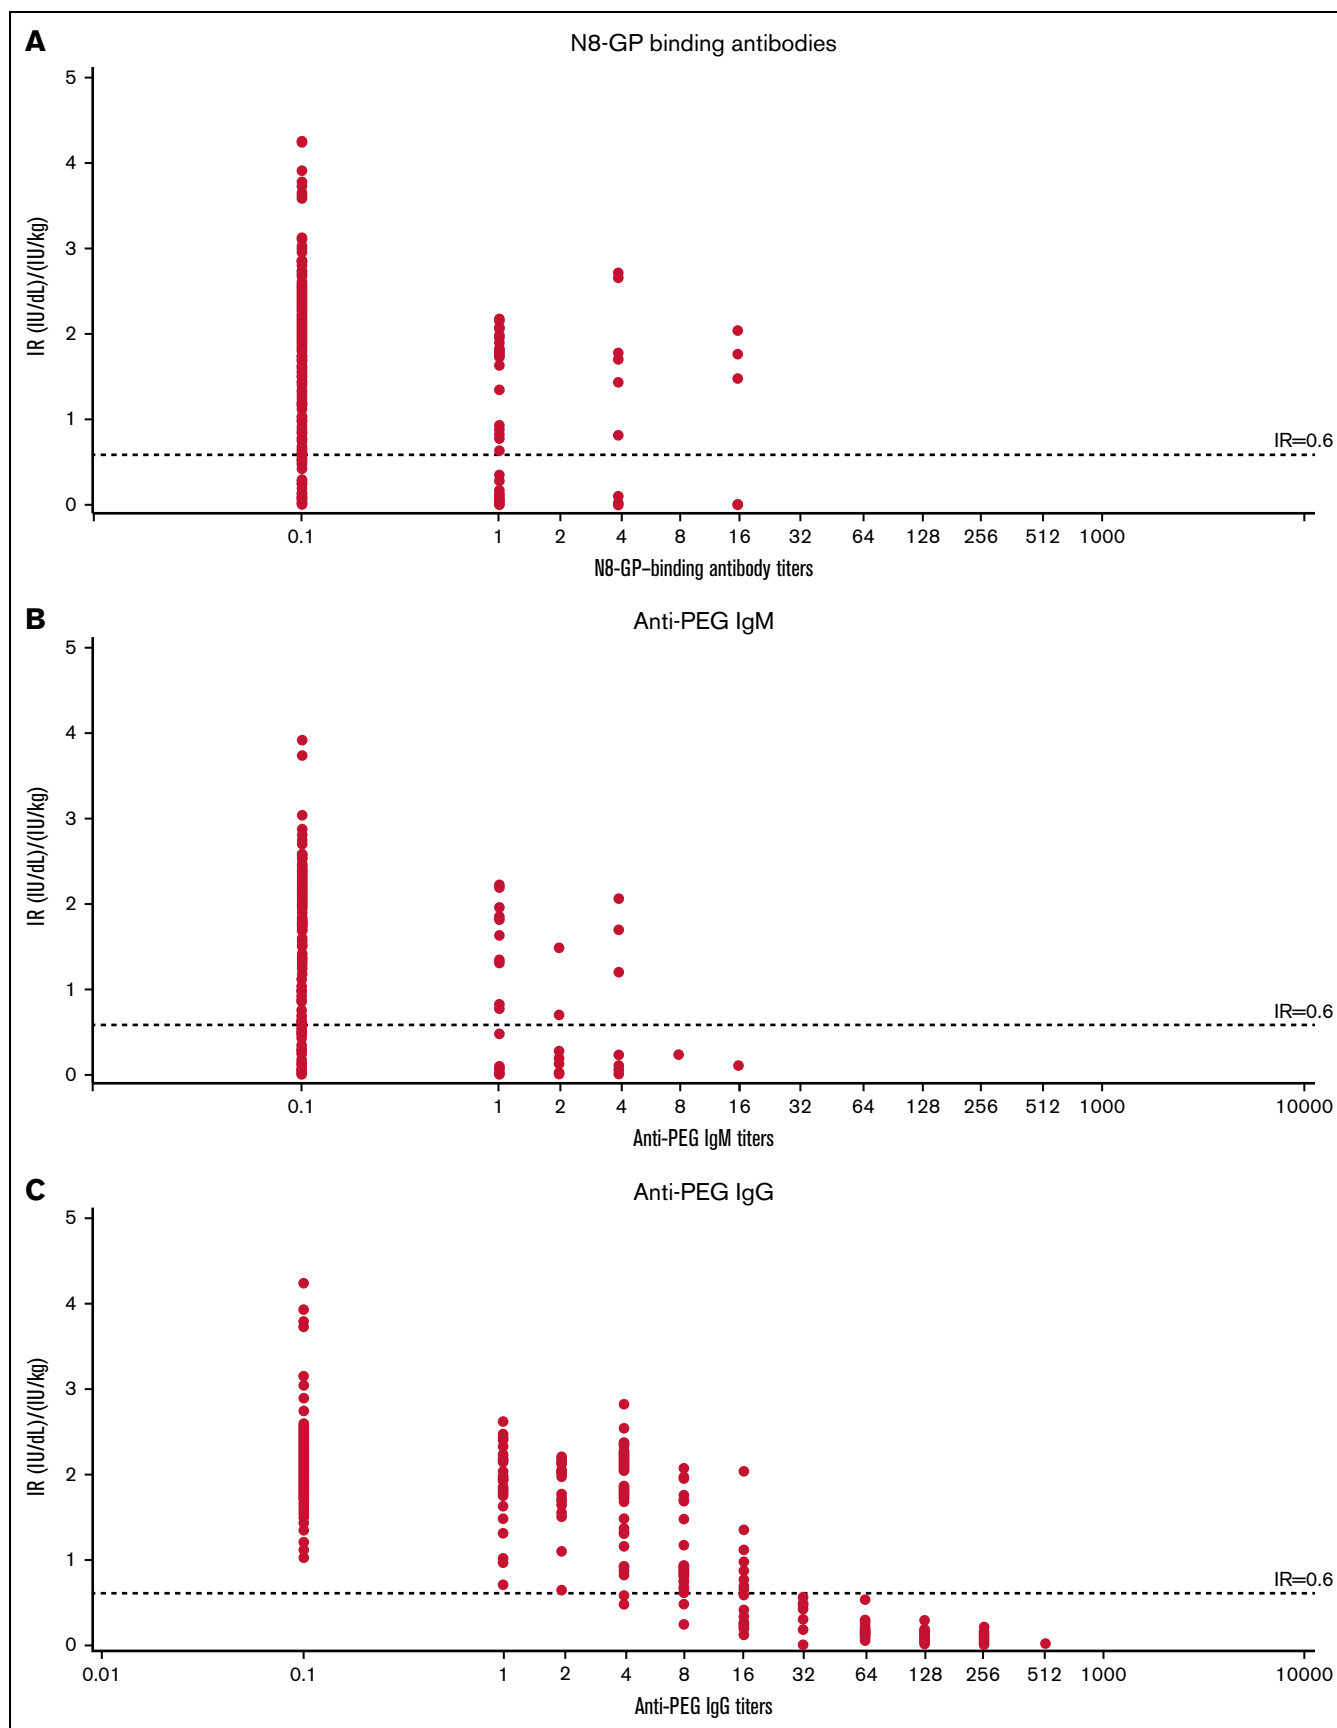 A
N8-GP binding antibodies
5
4
3
2
1
0
IR (IU/dL)/(IU/kg)
IR=0.6
0.1 1 2 4 8 16 32 64 128 256 512 1000
N8-GP–binding antibody titers
B
Anti-PEG IgM
5
4
3
2
1
0
IR (IU/dL)/(IU/kg)
IR=0.6
0.1 1 2 4 8 16 32 64 128 256 512 1000 10000
Anti-PEG IgM titers
C
Anti-PEG IgG
5
4
3
2
1
0
IR (IU/dL)/(IU/kg)
IR=0.6
0.01 0.1 1 2 4 8 16 32 64 128 256 512 1000 10000
Anti-PEG IgG titers